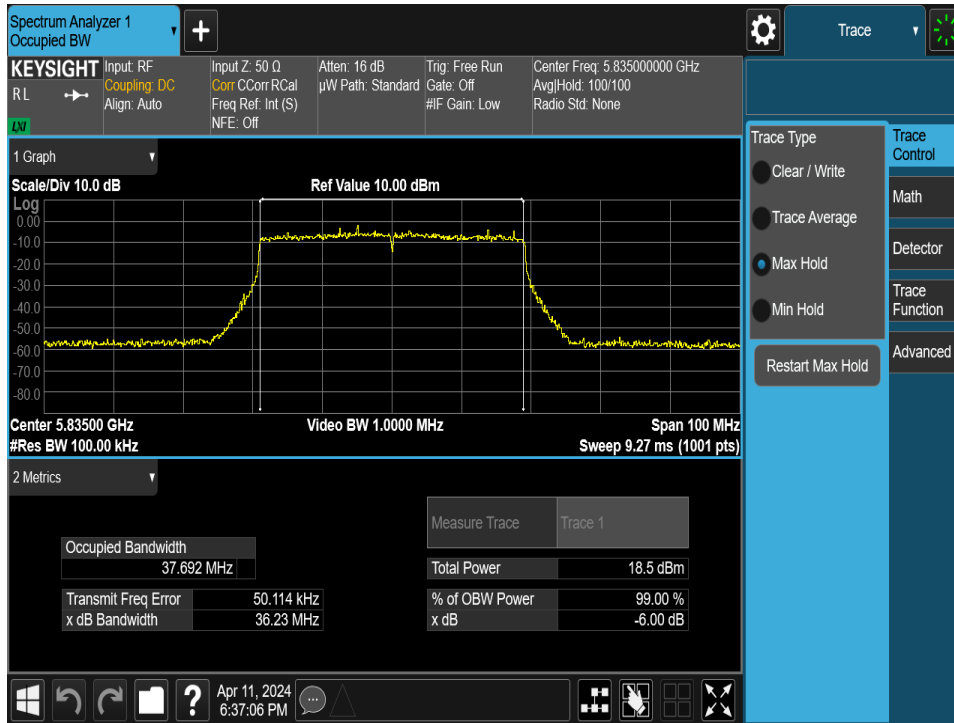 Spectrum Analyzer 1
Occupied BW
+
Trace
KEYSIGHT
R L
LXI
Input: RF
Coupling: DC
Align: Auto
Input Z: 50 Ω
Corr CCorr RCal
Freq Ref: Int (S)
NFE: Off
Atten: 16 dB
µW Path: Standard
Trig: Free Run
Gate: Off
#IF Gain: Low
Center Freq: 5.835000000 GHz
Avg|Hold: 100/100
Radio Std: None
1 Graph
Scale/Div 10.0 dB
Ref Value 10.00 dBm
Log
0.00
-10.0
-20.0
-30.0
-40.0
-50.0
-60.0
-70.0
-80.0
Center 5.83500 GHz
Video BW 1.0000 MHz
Span 100 MHz
#Res BW 100.00 kHz
Sweep 9.27 ms (1001 pts)
2 Metrics
Measure Trace
Trace 1
Occupied Bandwidth
37.692 MHz
Total Power
18.5 dBm
Transmit Freq Error
50.114 kHz
% of OBW Power
99.00 %
x dB Bandwidth
36.23 MHz
x dB
-6.00 dB
Trace Type
Clear / Write
Trace Average
Max Hold
Min Hold
Restart Max Hold
Trace
Control
Math
Detector
Trace
Function
Advanced
?
Apr 11, 2024
6:37:06 PM